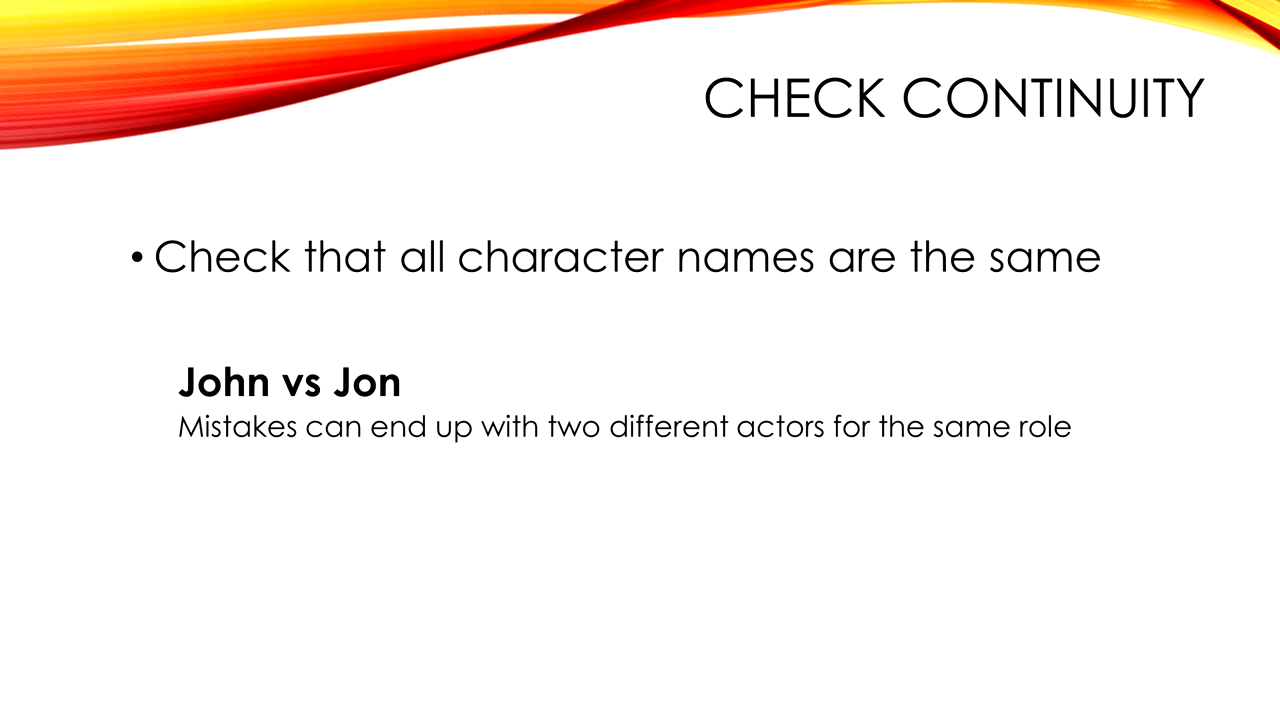 CHECK CONTINUITY
• Check that all character names are the same
John vs Jon
Mistakes can end up with two different actors for the same role